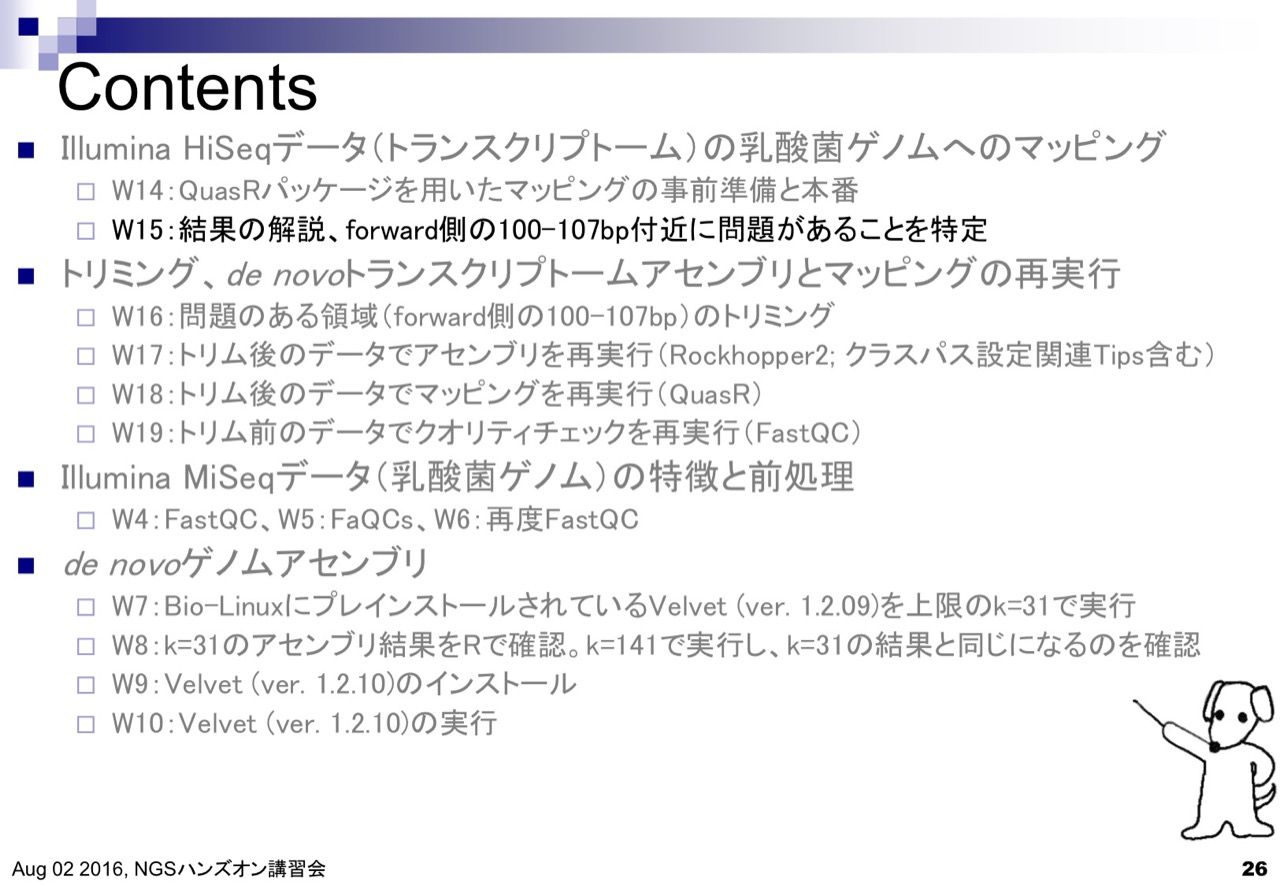 Contents
Illumina HiSeqデータ（トランスクリプトーム）の乳酸菌ゲノムへのマッピング
W14：QuasRパッケージを用いたマッピングの事前準備と本番
W15：結果の解説、forward側の100-107bp付近に問題があることを特定
トリミング、de novoトランスクリプトームアセンブリとマッピングの再実行
W16：問題のある領域（forward側の100-107bp）のトリミング
W17：トリム後のデータでアセンブリを再実行（Rockhopper2; クラスパス設定関連Tips含む）
W18：トリム後のデータでマッピングを再実行（QuasR）
W19：トリム前のデータでクオリティチェックを再実行（FastQC）
Illumina MiSeqデータ（乳酸菌ゲノム）の特徴と前処理
W4：FastQC、W5：FaQCs、W6：再度FastQC
de novoゲノムアセンブリ
W7：Bio-LinuxにプレインストールされているVelvet (ver. 1.2.09)を上限のk=31で実行
W8：k=31のアセンブリ結果をRで確認。k=141で実行し、k=31の結果と同じになるのを確認
W9：Velvet (ver. 1.2.10)のインストール
W10：Velvet (ver. 1.2.10)の実行
Aug 02 2016, NGSハンズオン講習会
26